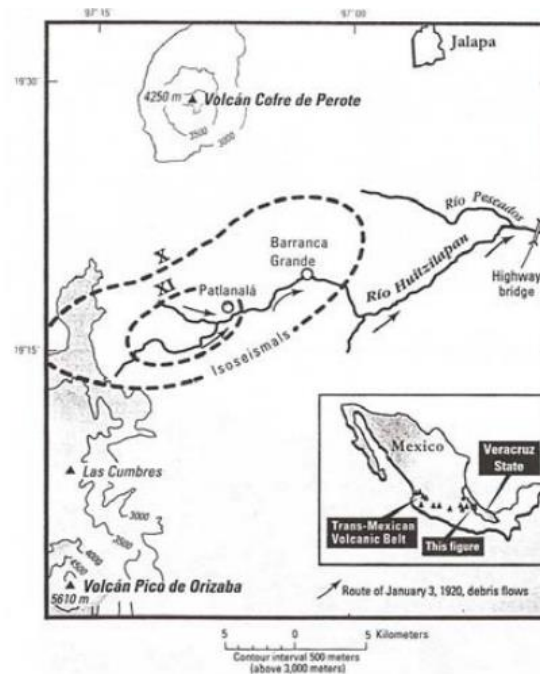 97° 15'
97° 00'
Jalapa
19°30'
4250 m
Volcán Cofre de Perote
3500
3000
Río Pescados
X
Barranca
Grande
Río Huitzilapan
Highway
bridge
XI
Patlanalá
Isoseismals
19°15'
Mexico
Veracruz
State
Las Cumbres
3000
3500
Trans-Mexican
Volcanic Belt
This figure
4000
4500
Volcán Pico de Orizaba
5610 m
Route of January 3, 1920, debris flows
5 0 5 Kilometers
Contour interval 500 meters
(above 3,000 meters)